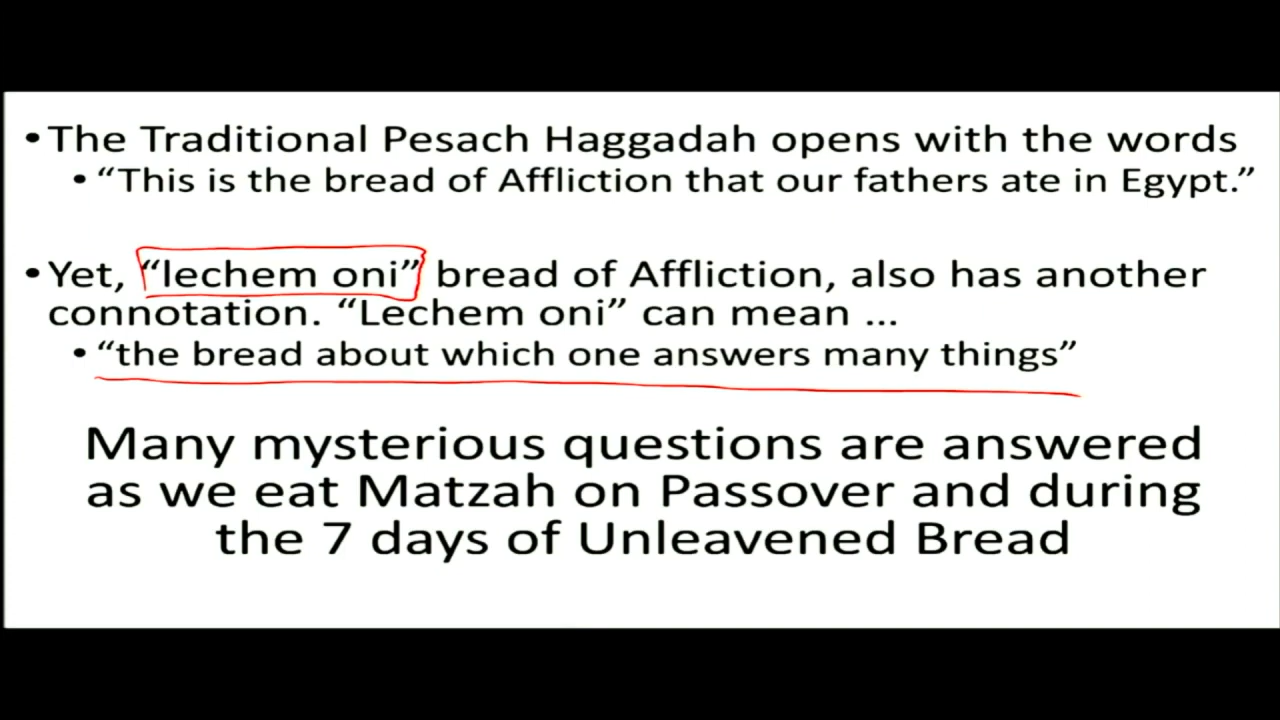 • The Traditional Pesach Haggadah opens with the words
• “This is the bread of Affliction that our fathers ate in Egypt.”
• Yet, “lechem oni” bread of Affliction, also has another
connotation. “Lechem oni” can mean ...
• “the bread about which one answers many things”
Many mysterious questions are answered
as we eat Matzah on Passover and during
the 7 days of Unleavened Bread